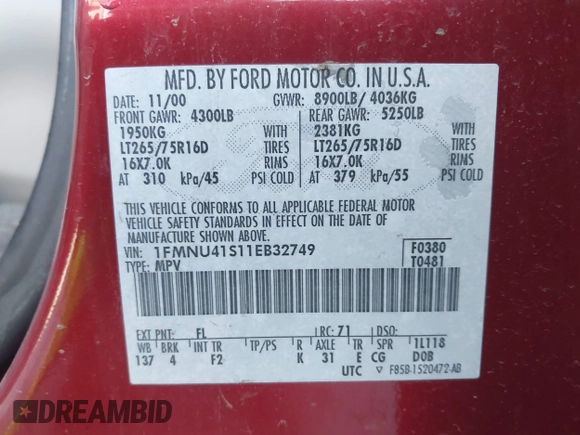 MFD. BY FORD MOTOR CO. IN U.S.A.
DATE: 11/00 GVWR: 8900LB/ 4036KG
FRONT GAWR: 4300LB REAR GAWR: 5250LB
1950KG WITH 2381KG WITH
LT265/75R16D TIRES LT265/75R16D TIRES
16X7.0K RIMS 16X7.0K RIMS
AT 310 kPa/45 PSI COLD AT 379 kPa/55 PSI COLD
THIS VEHICLE CONFORMS TO ALL APPLICABLE FEDERAL MOTOR
VEHICLE SAFETY STANDARDS IN EFFECT ON THE DATE OF
MANUFACTURE SHOWN ABOVE.
VIN: 1FMNU41S11EB32749 F0380
TYPE: MPV T0481
EXT PNT: FL RC: 71 DSO:
WB BRK INT TR TP/PS R AXLE TR SPR 1L118
137 4 F2 K 31 E CG DOB
UTC ▽ F85B-1520472-AB
DREAMBID